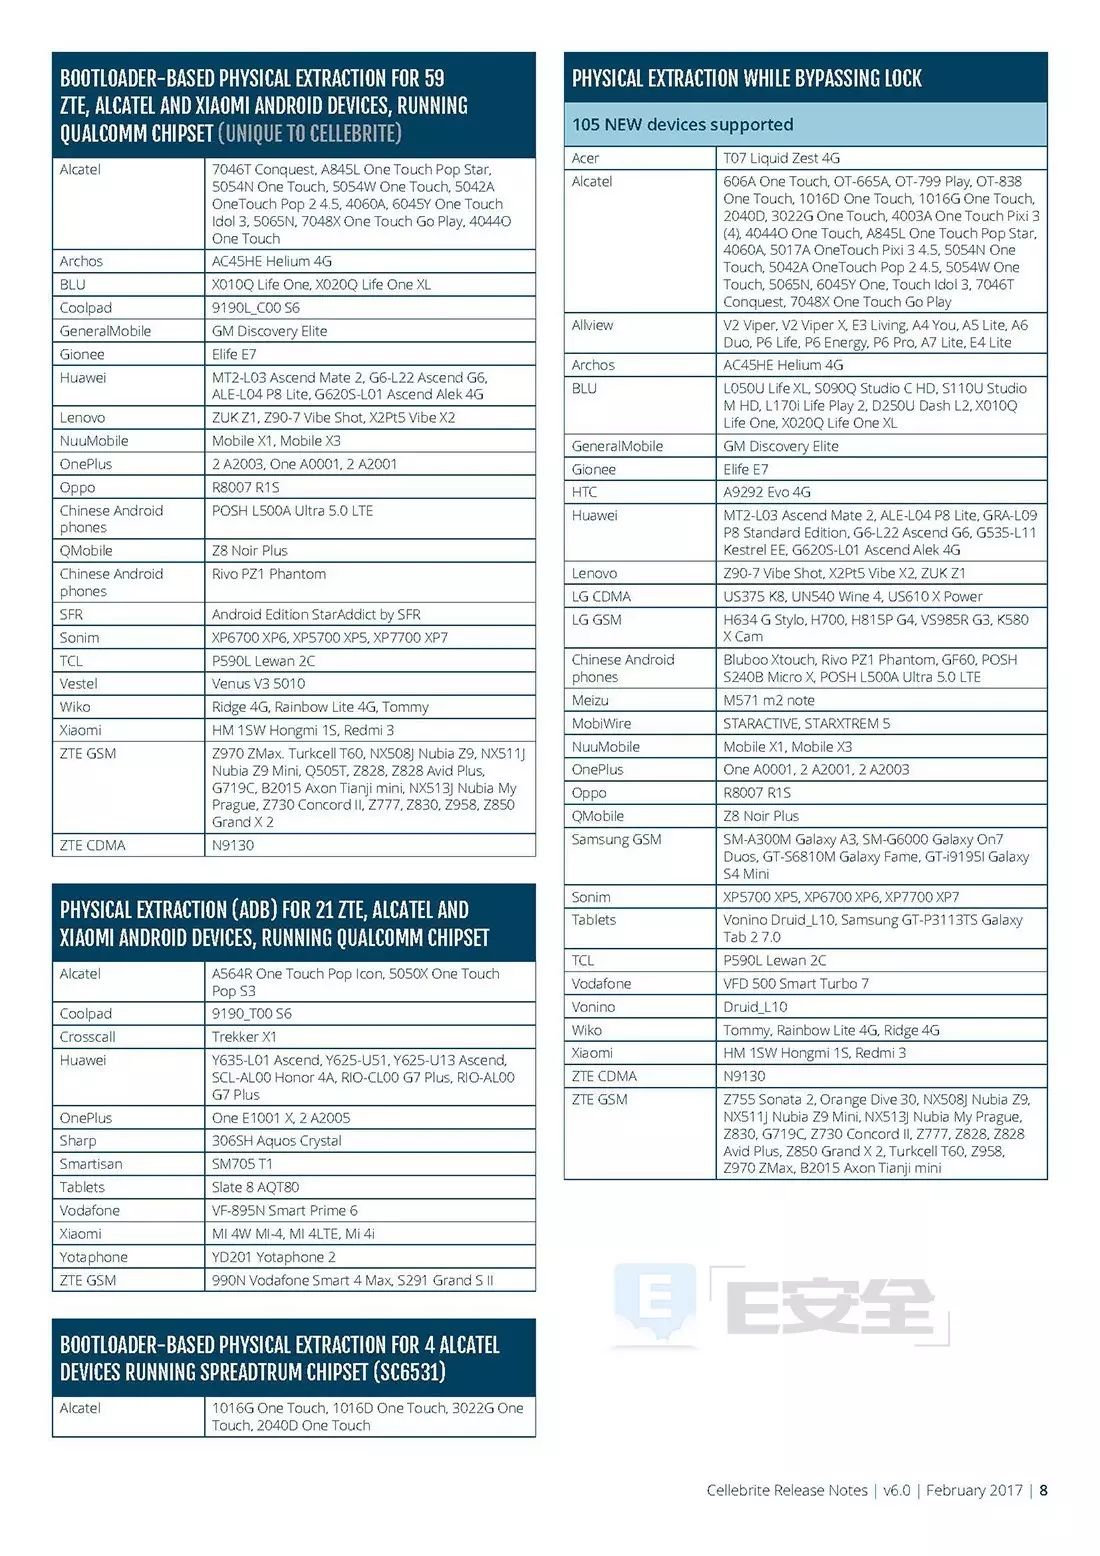 BOOTLOADER-BASED PHYSICAL EXTRACTION FOR 59
ZTE, ALCATEL AND XIAOMI ANDROID DEVICES, RUNNING
QUALCOMM CHIPSET (UNIQUE TO CELLEBRITE)
Alcatel
7046T Conquest, A845L One Touch Pop Star,
5054N One Touch, 5054W One Touch, 5042A
OneTouch Pop 2 4.5, 4060A, 6045Y One Touch
Idol 3, 5065N, 7048X One Touch Go Play, 4044O
One Touch
Archos
AC45HE Helium 4G
BLU
X010Q Life One, X020Q Life One XL
Coolpad
9190L_C00 S6
GeneralMobile
GM Discovery Elite
Gionee
Elife E7
Huawei
MT2-L03 Ascend Mate 2, G6-L22 Ascend G6,
ALE-L04 P8 Lite, G620S-L01 Ascend Alek 4G
Lenovo
ZUK Z1, Z90-7 Vibe Shot, X2Pt5 Vibe X2
NuuMobile
Mobile X1, Mobile X3
OnePlus
2 A2003, One A0001, 2 A2001
Oppo
R8007 R1S
Chinese Android
phones
POSH L500A Ultra 5.0 LTE
QMobile
Z8 Noir Plus
Chinese Android
phones
Rivo PZ1 Phantom
SFR
Android Edition StarAddict by SFR
Sonim
XP6700 XP6, XP5700 XP5, XP7700 XP7
TCL
P590L Lewan 2C
Vestel
Venus V3 5010
Wiko
Ridge 4G, Rainbow Lite 4G, Tommy
Xiaomi
HM 1SW Hongmi 1S, Redmi 3
ZTE GSM
Z970 ZMax. Turkcell T60, NX508J Nubia Z9, NX511J
Nubia Z9 Mini, Q505T, Z828, Z828 Avid Plus,
G719C, B2015 Axon Tianji mini, NX513J Nubia My
Prague, Z730 Concord II, Z777, Z830, Z958, Z850
Grand X 2
ZTE CDMA
N9130
PHYSICAL EXTRACTION (ADB) FOR 21 ZTE, ALCATEL AND
XIAOMI ANDROID DEVICES, RUNNING QUALCOMM CHIPSET
Alcatel
A564R One Touch Pop Icon, 5050X One Touch
Pop S3
Coolpad
9190_T00 S6
Crosscall
Trekker X1
Huawei
Y635-L01 Ascend, Y625-U51, Y625-U13 Ascend,
SCL-AL00 Honor 4A, RIO-CL00 G7 Plus, RIO-AL00
G7 Plus
OnePlus
One E1001 X, 2 A2005
Sharp
306SH Aquos Crystal
Smartisan
SM705 T1
Tablets
Slate 8 AQT80
Vodafone
VF-895N Smart Prime 6
Xiaomi
MI 4W MI-4, MI 4LTE, Mi 4i
Yotaphone
YD201 Yotaphone 2
ZTE GSM
990N Vodafone Smart 4 Max, S291 Grand S II
BOOTLOADER-BASED PHYSICAL EXTRACTION FOR 4 ALCATEL
DEVICES RUNNING SPREADTRUM CHIPSET (SC6531)
Alcatel
1016G One Touch, 1016D One Touch, 3022G One
Touch, 2040D One Touch
PHYSICAL EXTRACTION WHILE BYPASSING LOCK
105 NEW devices supported
Acer
T07 Liquid Zest 4G
Alcatel
606A One Touch, OT-665A, OT-799 Play, OT-838
One Touch, 1016D One Touch, 1016G One Touch,
2040D, 3022G One Touch, 4003A One Touch Pixi 3
(4), 4044O One Touch, A845L One Touch Pop Star,
4060A, 5017A OneTouch Pixi 3 4.5, 5054N One
Touch, 5042A OneTouch Pop 2 4.5, 5054W One
Touch, 5065N, 6045Y One, Touch Idol 3, 7046T
Conquest, 7048X One Touch Go Play
Allview
V2 Viper, V2 Viper X, E3 Living, A4 You, A5 Lite, A6
Duo, P6 Life, P6 Energy, P6 Pro, A7 Lite, E4 Lite
Archos
AC45HE Helium 4G
BLU
L050U Life XL, S090Q Studio C HD, S110U Studio
M HD, L170i Life Play 2, D250U Dash L2, X010Q
Life One, X020Q Life One XL
GeneralMobile
GM Discovery Elite
Gionee
Elife E7
HTC
A9292 Evo 4G
Huawei
MT2-L03 Ascend Mate 2, ALE-L04 P8 Lite, GRA-L09
P8 Standard Edition, G6-L22 Ascend G6, G535-L11
Kestrel EE, G620S-L01 Ascend Alek 4G
Lenovo
Z90-7 Vibe Shot, X2Pt5 Vibe X2, ZUK Z1
LG CDMA
US375 K8, UN540 Wine 4, US610 X Power
LG GSM
H634 G Stylo, H700, H815P G4, VS985R G3, K580
X Cam
Chinese Android
phones
Bluboo Xtouch, Rivo PZ1 Phantom, GF60, POSH
S240B Micro X, POSH L500A Ultra 5.0 LTE
Meizu
M571 m2 note
MobiWire
STARACTIVE, STARXTREM 5
NuuMobile
Mobile X1, Mobile X3
OnePlus
One A0001, 2 A2001, 2 A2003
Oppo
R8007 R1S
QMobile
Z8 Noir Plus
Samsung GSM
SM-A300M Galaxy A3, SM-G6000 Galaxy On7
Duos, GT-S6810M Galaxy Fame, GT-i9195I Galaxy
S4 Mini
Sonim
XP5700 XP5, XP6700 XP6, XP7700 XP7
Tablets
Vonino Druid_L10, Samsung GT-P3113TS Galaxy
Tab 2 7.0
TCL
P590L Lewan 2C
Vodafone
VFD 500 Smart Turbo 7
Vonino
Druid_L10
Wiko
Tommy, Rainbow Lite 4G, Ridge 4G
Xiaomi
HM 1SW Hongmi 1S, Redmi 3
ZTE CDMA
N9130
ZTE GSM
Z755 Sonata 2, Orange Dive 30, NX508J Nubia Z9,
NX511J Nubia Z9 Mini, NX513J Nubia My Prague,
Z830, G719C, Z730 Concord II, Z777, Z828, Z828
Avid Plus, Z850 Grand X 2, Turkcell T60, Z958,
Z970 ZMax, B2015 Axon Tianji mini
E
E安全
Cellebrite Release Notes | v6.0 | February 2017 | 8